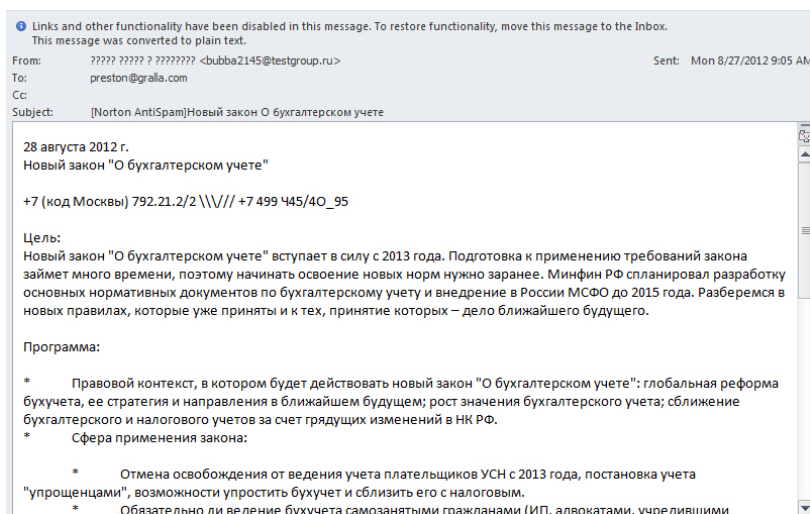 Links and other functionality have been disabled in this message. To restore functionality, move this message to the Inbox.
This message was converted to plain text.
From: ????? ????? ? ???????? <bubba2145@testgroup.ru> Sent: Mon 8/27/2012 9:05 AM
To: preston@gralla.com
Cc:
Subject: [Norton AntiSpam]Новый закон О бухгалтерском учете
28 августа 2012 г.
Новый закон "О бухгалтерском учете"
+7 (код Москвы) 792.21.2/2 \\\/// +7 499 Ч45/4О_95
Цель:
Новый закон "О бухгалтерском учете" вступает в силу с 2013 года. Подготовка к применению требований закона
займет много времени, поэтому начинать освоение новых норм нужно заранее. Минфин РФ спланировал разработку
основных нормативных документов по бухгалтерскому учету и внедрение в России МСФО до 2015 года. Разберемся в
новых правилах, которые уже приняты и к тех, принятие которых – дело ближайшего будущего.
Программа:
* Правовой контекст, в котором будет действовать новый закон "О бухгалтерском учете": глобальная реформа
бухучета, ее стратегия и направления в ближайшем будущем; рост значения бухгалтерского учета; сближение
бухгалтерского и налогового учетов за счет грядущих изменений в НК РФ.
* Сфера применения закона:
* Отмена освобождения от ведения учета плательщиков УСН с 2013 года, постановка учета
"упрощенцами", возможности упростить бухучет и сблизить его с налоговым.
* Обязательно ли ведение бухучета самозанятыми гражданами (ИП, адвокатами, учредившими